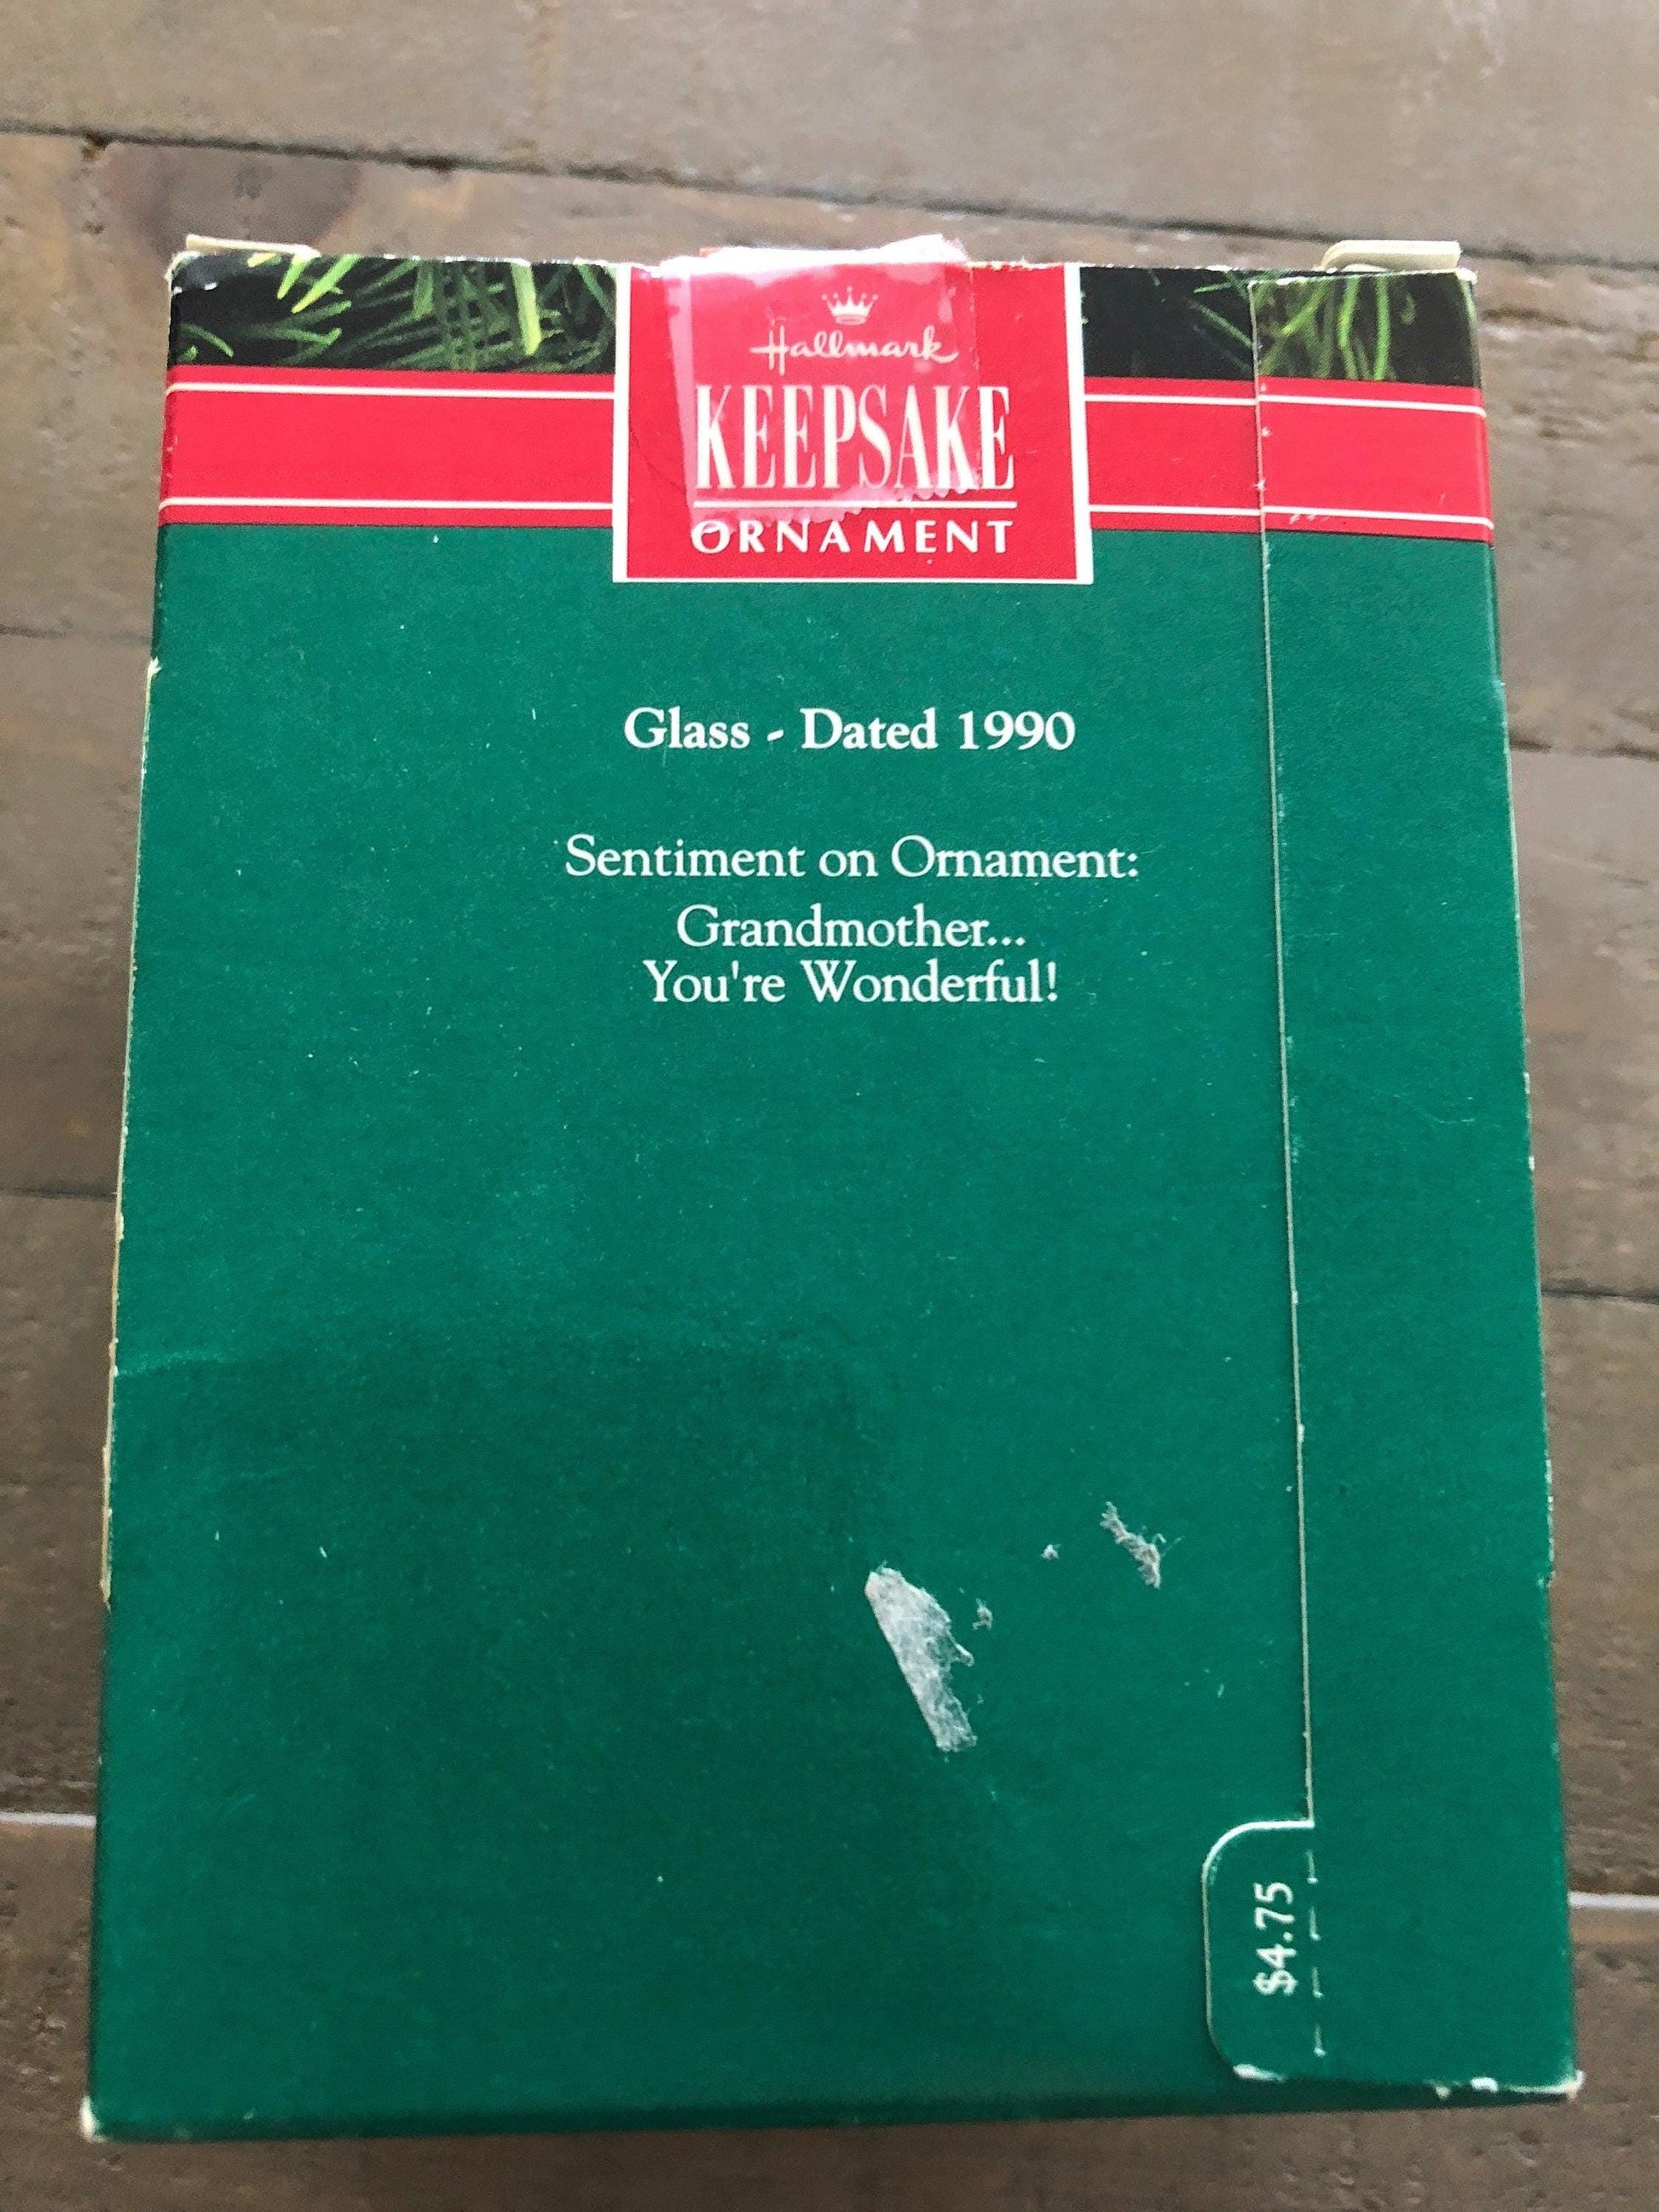 Hallmark
KEEPSAKE
ORNAMENT
Glass - Dated 1990
Sentiment on Ornament:
Grandmother...
You're Wonderful!
$4.75